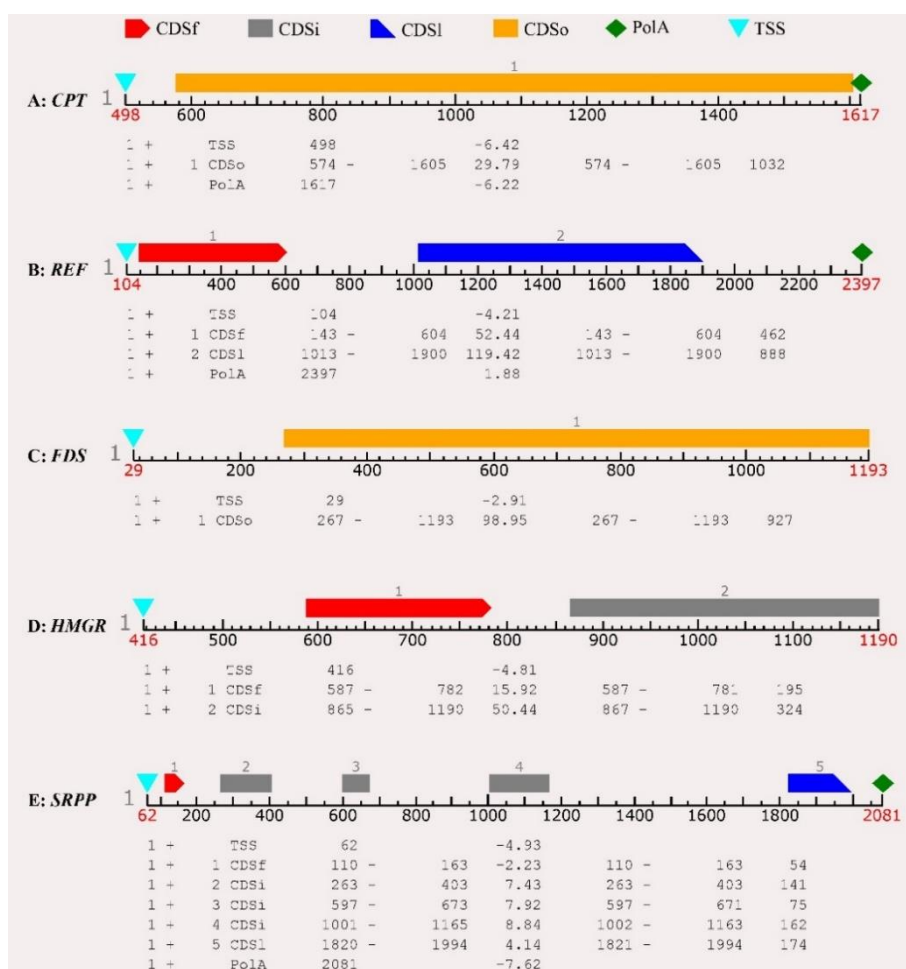 CDSf CDSi CDSl CDSo PolA TSS
1
A: CPT 1
498 600 800 1000 1200 1400 1617
1 + TSS 498 -6.42
1 + 1 CDSo 574 - 1605 29.79 574 - 1605 1032
1 + PolA 1617 -6.22
1 2
B: REF 1
104 400 600 800 1000 1200 1400 1600 1800 2000 2200 2397
1 + TSS 104 -4.21
1 + 1 CDSf 143 - 604 52.44 143 - 604 462
1 + 2 CDSl 1013 - 1900 119.42 1013 - 1900 888
1 + PolA 2397 1.88
1
C: FDS 1
29 200 400 600 800 1000 1193
1 + TSS 29 -2.91
1 + 1 CDSo 267 - 1193 98.95 267 - 1193 927
1 2
D: HMGR 1
416 500 600 700 800 900 1000 1100 1190
1 + TSS 416 -4.81
1 + 1 CDSf 587 - 782 15.92 587 - 781 195
1 + 2 CDSi 865 - 1190 50.44 867 - 1190 324
1 2 3 4 5
E: SRPP 1
62 200 400 600 800 1000 1200 1400 1600 1800 2081
1 + TSS 62 -4.93
1 + 1 CDSf 110 - 163 -2.23 110 - 163 54
1 + 2 CDSi 263 - 403 7.43 263 - 403 141
1 + 3 CDSi 597 - 673 7.92 597 - 671 75
1 + 4 CDSi 1001 - 1165 8.84 1002 - 1163 162
1 + 5 CDSl 1820 - 1994 4.14 1821 - 1994 174
1 + PolA 2081 -7.62